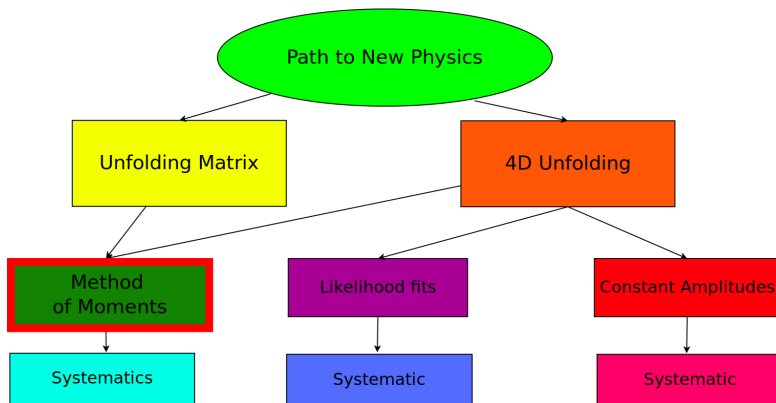 Path to New Physics
Unfolding Matrix
4D Unfolding
Method
of Moments
Likelihood fits
Constant Amplitudes
Systematics
Systematic
Systematic